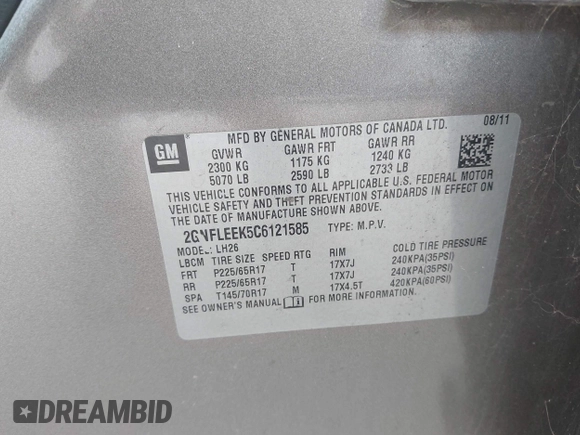 GM
MFD BY GENERAL MOTORS OF CANADA LTD. 08/11
GVWR GAWR FRT GAWR RR
2300 KG 1175 KG 1240 KG
5070 LB 2590 LB 2733 LB
THIS VEHICLE CONFORMS TO ALL APPLICABLE U.S. FEDERAL MOTOR
VEHICLE SAFETY AND THEFT PREVENTION STANDARDS IN EFFECT ON
THE DATE OF MANUFACTURE SHOWN ABOVE.
2GNFLEEK5C6121585 TYPE: M.P.V.
MODEL: LH26
LBCM TIRE SIZE SPEED RTG RIM COLD TIRE PRESSURE
FRT P225/65R17 T 17X7J 240KPA(35PSI)
RR P225/65R17 T 17X7J 240KPA(35PSI)
SPA T145/70R17 M 17X4.5T 420KPA(60PSI)
SEE OWNER'S MANUAL FOR MORE INFORMATION.
DREAMBID